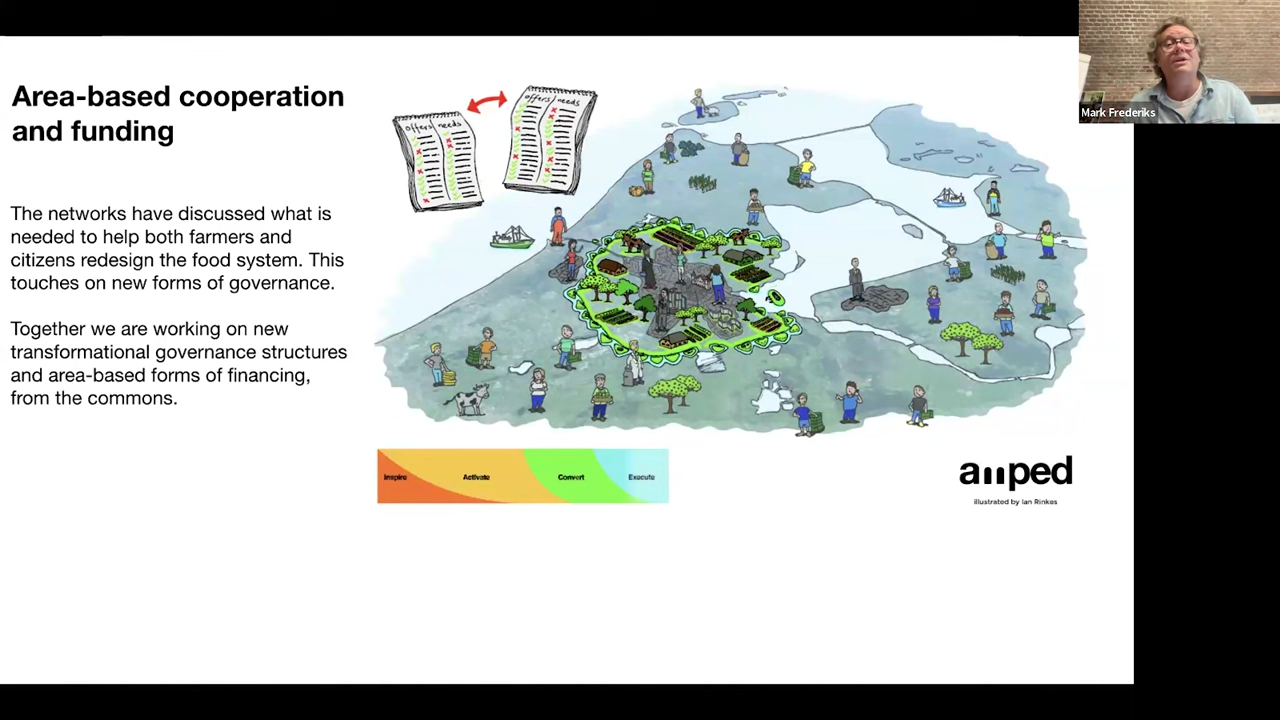 Mark Frederiks
Area-based cooperation
and funding
offers needs
offers needs
The networks have discussed what is
needed to help both farmers and
citizens redesign the food system. This
touches on new forms of governance.
Together we are working on new
transformational governance structures
and area-based forms of financing,
from the commons.
Inspire
Activate
Convert
Execute
amped
illustrated by Ian Rinkes